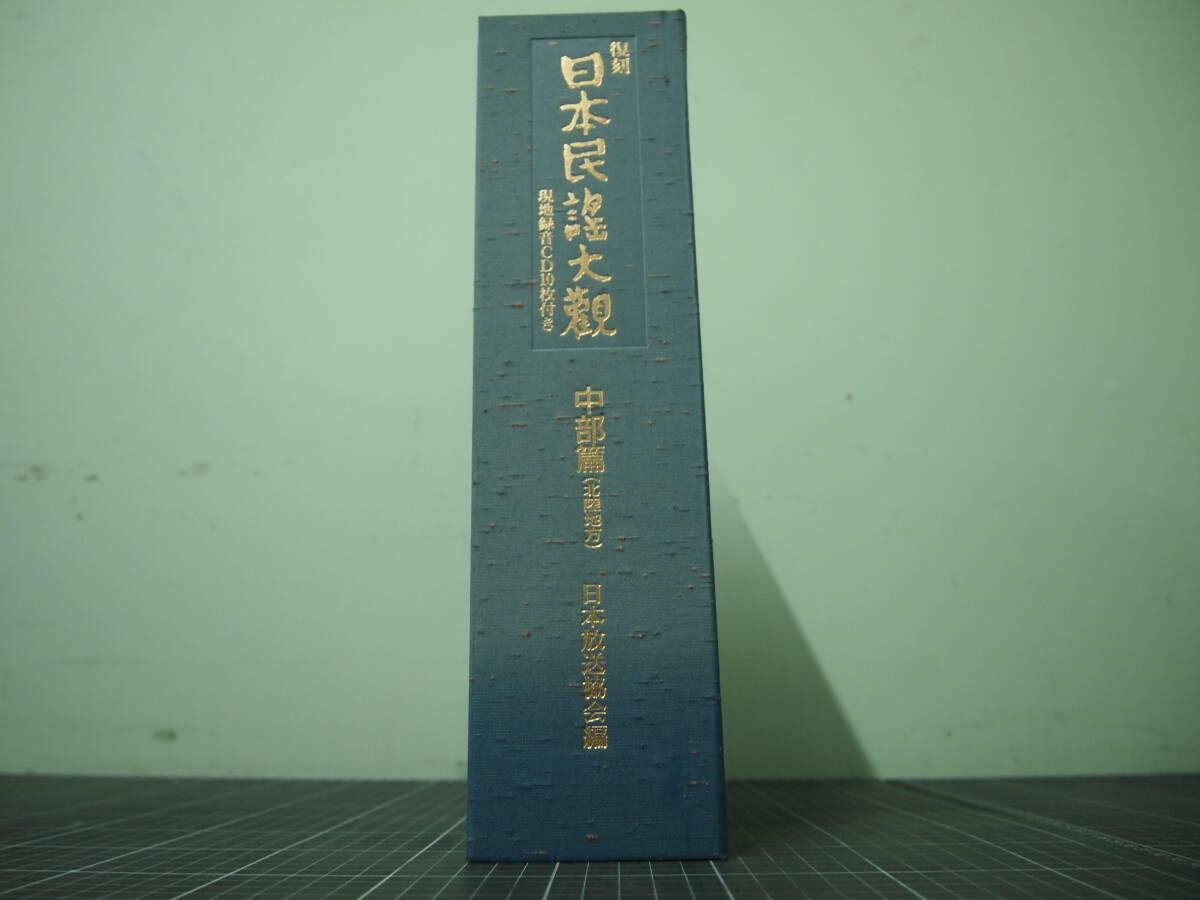 復刻
日本民謡大觀
現地録音CD10枚付き
中部篇(北陸地方)
日本放送協会編